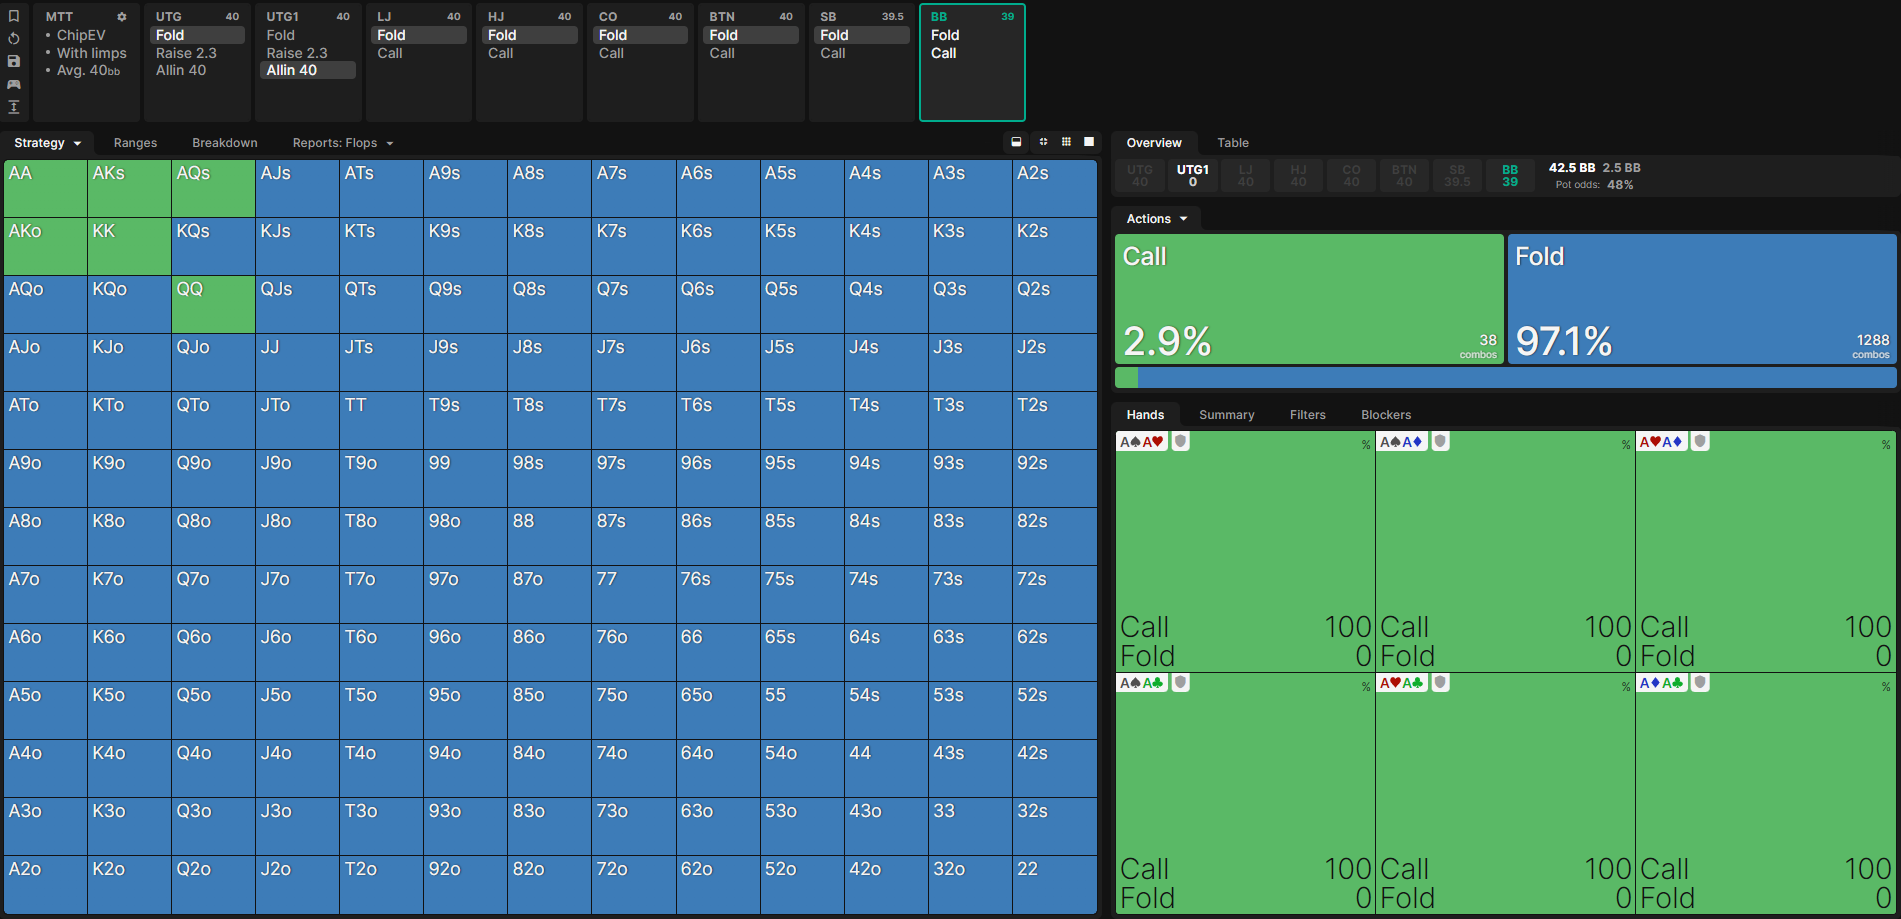 MTT
• ChipEV
• With limps
• Avg. 40bb
UTG 40
Fold
Raise 2.3
Allin 40
UTG1 40
Fold
Raise 2.3
Allin 40
LJ 40
Fold
Call
HJ 40
Fold
Call
CO 40
Fold
Call
BTN 40
Fold
Call
SB 39.5
Fold
Call
BB 39
Fold
Call
Strategy Ranges Breakdown Reports: Flops
AA AKs AQs AJs ATs A9s A8s A7s A6s A5s A4s A3s A2s
AKo KK KQs KJs KTs K9s K8s K7s K6s K5s K4s K3s K2s
AQo KQo QQ QJs QTs Q9s Q8s Q7s Q6s Q5s Q4s Q3s Q2s
AJo KJo QJo JJ JTs J9s J8s J7s J6s J5s J4s J3s J2s
ATo KTo QTo JTo TT T9s T8s T7s T6s T5s T4s T3s T2s
A9o K9o Q9o J9o T9o 99 98s 97s 96s 95s 94s 93s 92s
A8o K8o Q8o J8o T8o 98o 88 87s 86s 85s 84s 83s 82s
A7o K7o Q7o J7o T7o 97o 87o 77 76s 75s 74s 73s 72s
A6o K6o Q6o J6o T6o 96o 86o 76o 66 65s 64s 63s 62s
A5o K5o Q5o J5o T5o 95o 85o 75o 65o 55 54s 53s 52s
A4o K4o Q4o J4o T4o 94o 84o 74o 64o 54o 44 43s 42s
A3o K3o Q3o J3o T3o 93o 83o 73o 63o 53o 43o 33 32s
A2o K2o Q2o J2o T2o 92o 82o 72o 62o 52o 42o 32o 22
Overview Table
UTG UTG1 LJ HJ CO BTN SB BB 42.5 BB 2.5 BB
40 0 40 40 40 40 39.5 39 Pot odds: 48%
Actions
Call Fold
2.9% 38 combos 97.1% 1288 combos
Hands Summary Filters Blockers
A♠A♥ % A♠A♦ % A♥A♦ %
Call 100 Call 100 Call 100
Fold 0 Fold 0 Fold 0
A♠A♣ % A♥A♣ % A♦A♣ %
Call 100 Call 100 Call 100
Fold 0 Fold 0 Fold 0